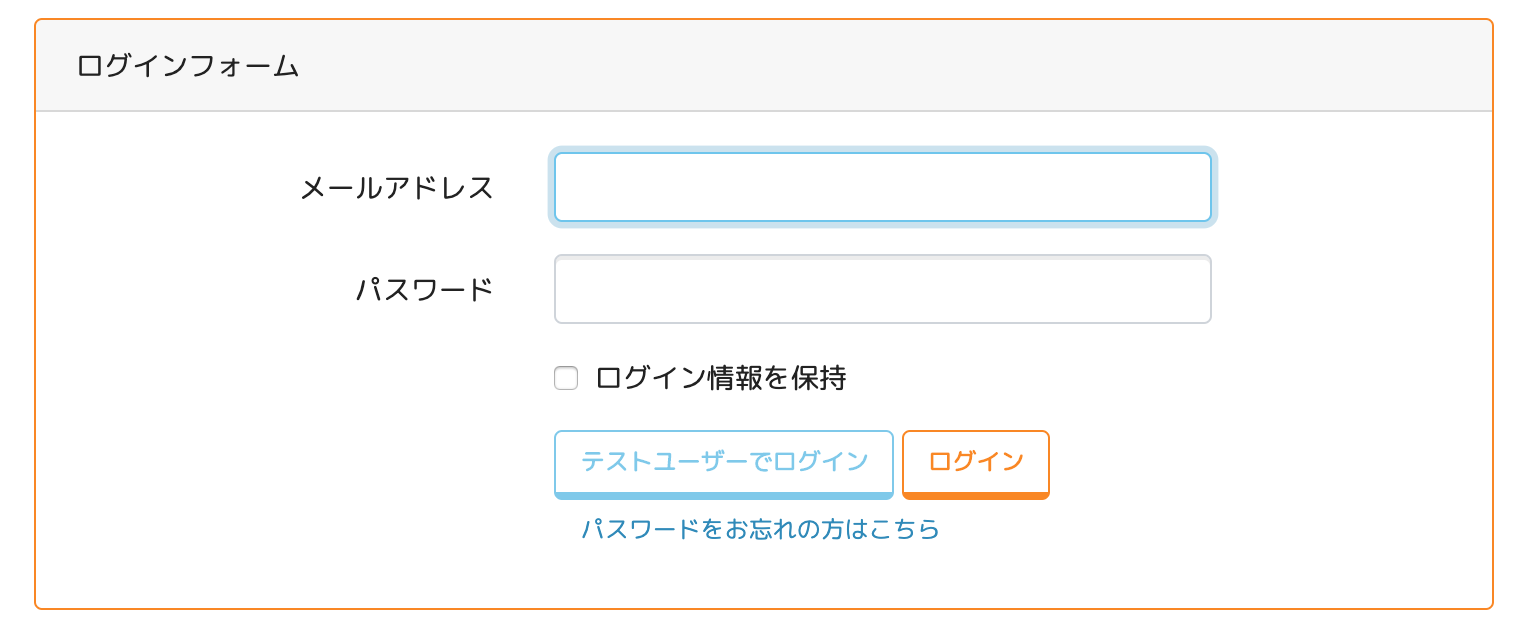 ログインフォーム
メールアドレス
パスワード
ログイン情報を保持
テストユーザーでログイン ログイン
パスワードをお忘れの方はこちら